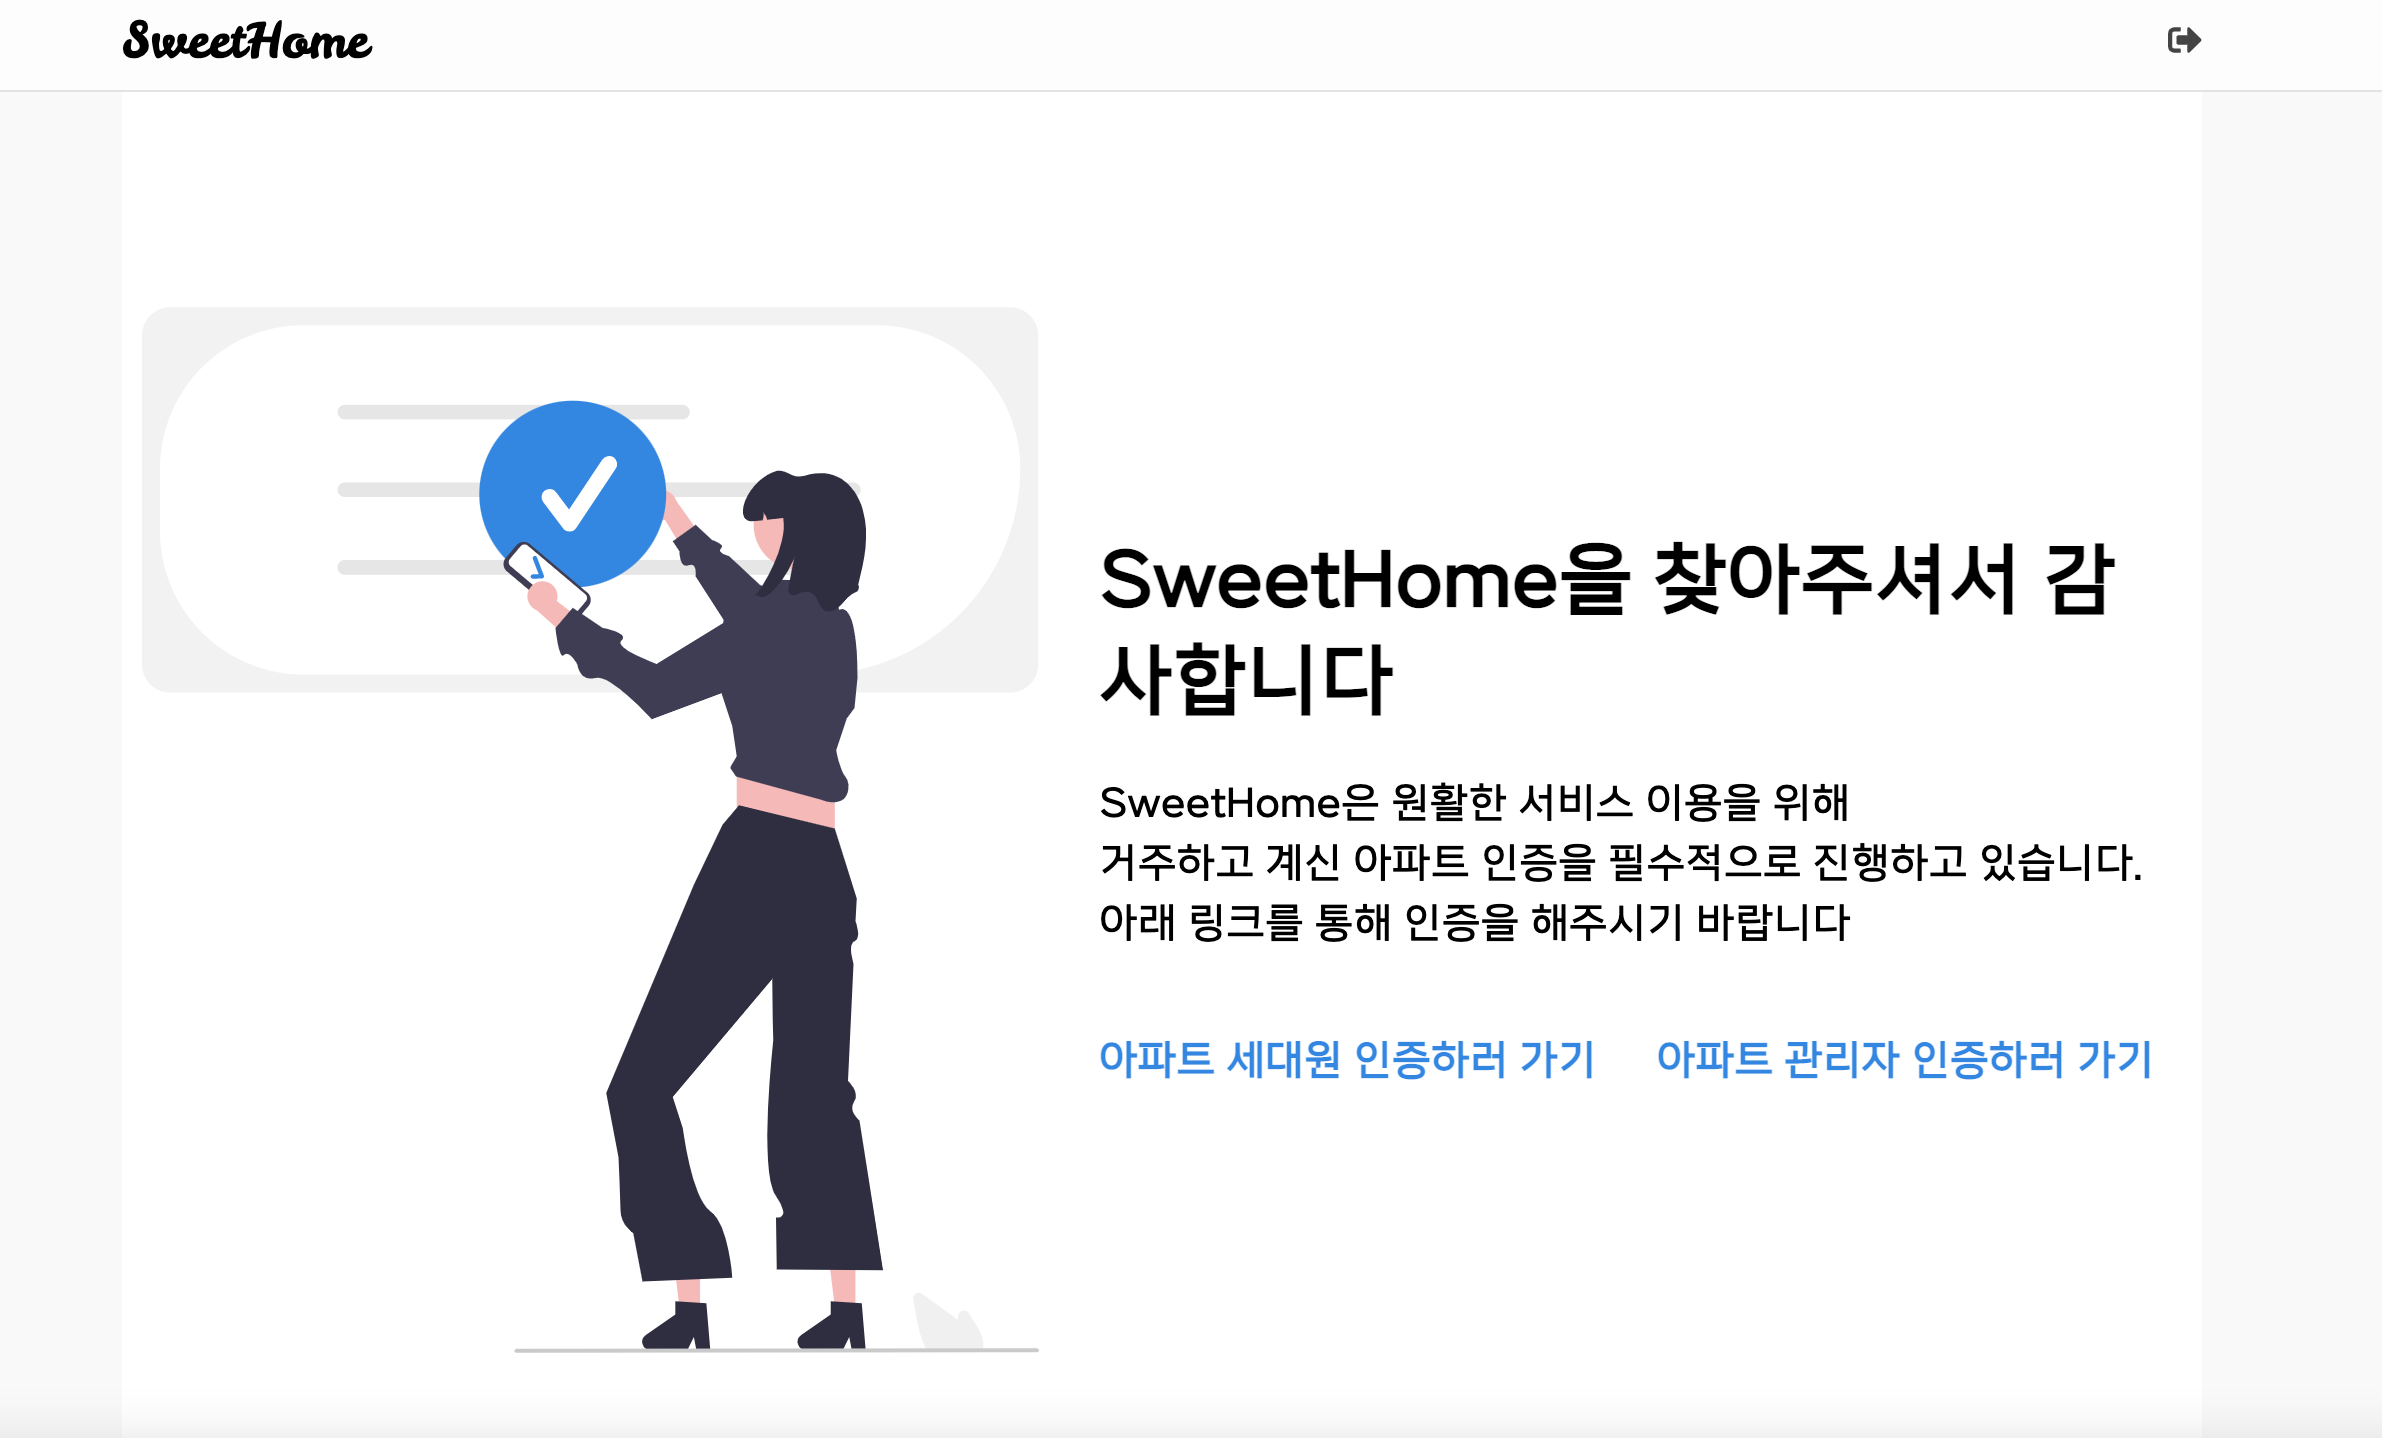 SweetHome
SweetHome을 찾아주셔서 감
사합니다
SweetHome은 원활한 서비스 이용을 위해
거주하고 계신 아파트 인증을 필수적으로 진행하고 있습니다.
아래 링크를 통해 인증을 해주시기 바랍니다
아파트 세대원 인증하러 가기 아파트 관리자 인증하러 가기